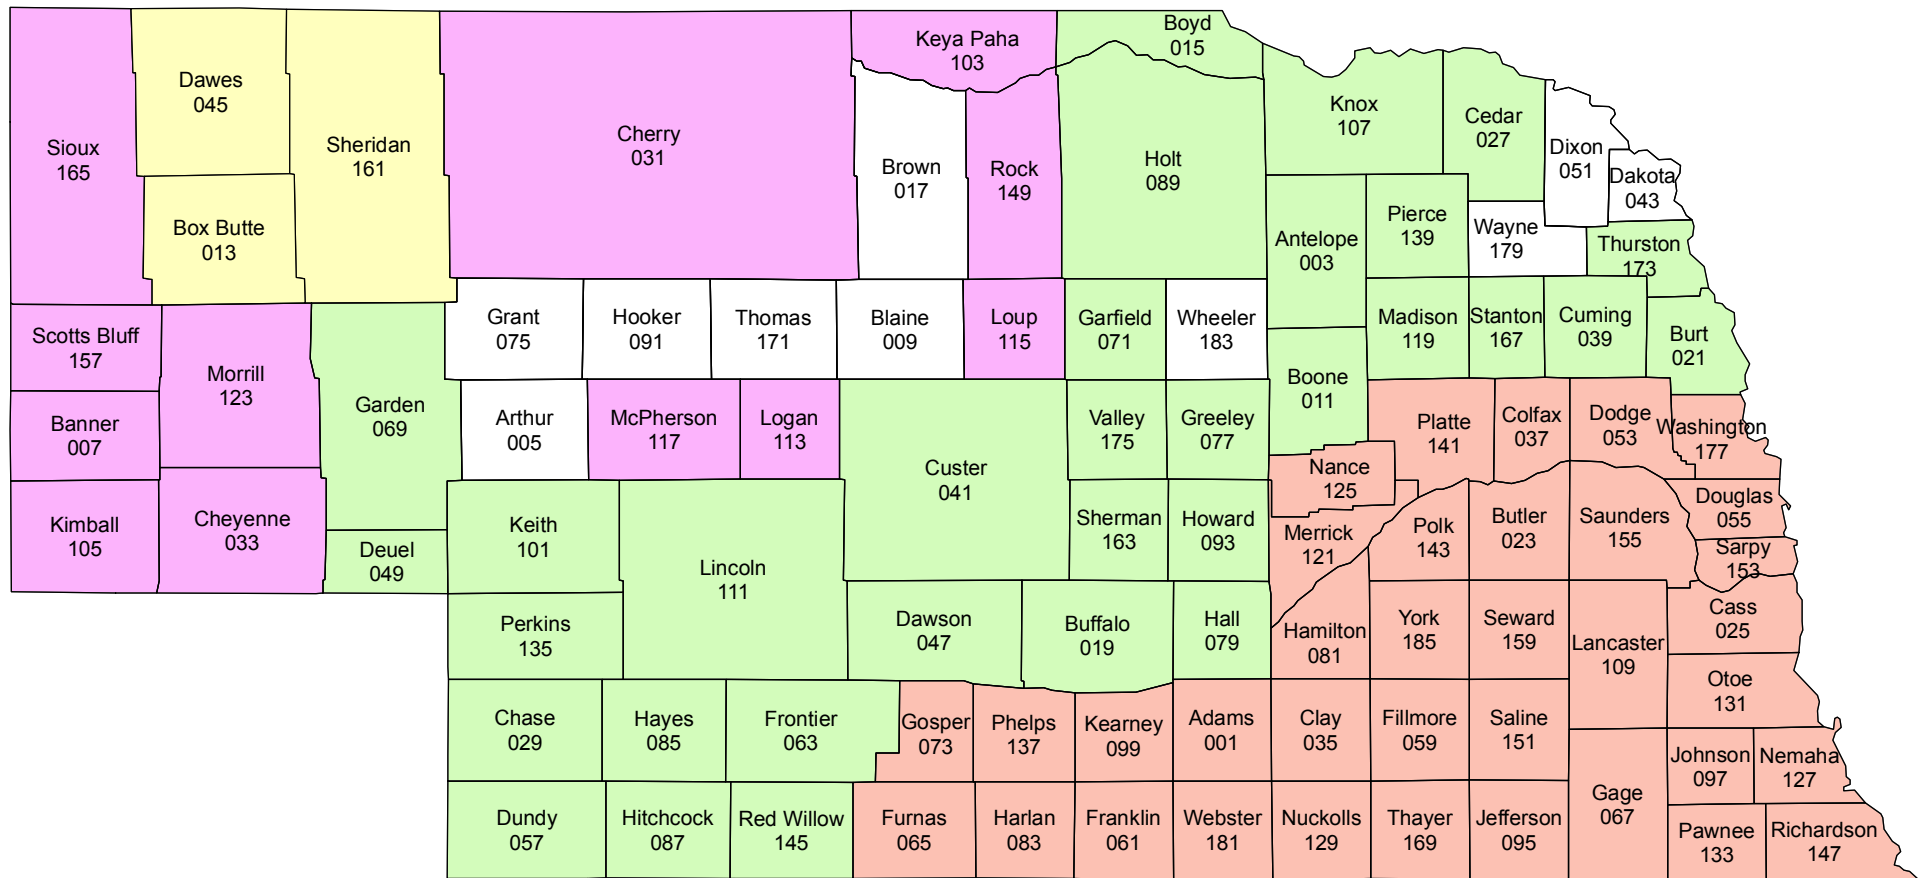 Boyd
015
Keya Paha
103
Dawes
045
Sheridan
161
Sioux
165
Cherry
031
Brown
017
Rock
149
Holt
089
Knox
107
Cedar
027
Dixon
051
Dakota
043
Box Butte
013
Antelope
003
Pierce
139
Wayne
179
Thurston
173
Scotts Bluff
157
Morrill
123
Grant
075
Hooker
091
Thomas
171
Blaine
009
Loup
115
Garfield
071
Wheeler
183
Madison
119
Stanton
167
Cuming
039
Burt
021
Banner
007
Garden
069
Arthur
005
McPherson
117
Logan
113
Custer
041
Valley
175
Greeley
077
Boone
011
Platte
141
Colfax
037
Dodge
053
Washington
177
Nance
125
Kimball
105
Cheyenne
033
Deuel
049
Keith
101
Lincoln
111
Sherman
163
Howard
093
Merrick
121
Polk
143
Butler
023
Saunders
155
Douglas
055
Sarpy
153
Perkins
135
Dawson
047
Buffalo
019
Hall
079
Hamilton
081
York
185
Seward
159
Lancaster
109
Cass
025
Otoe
131
Chase
029
Hayes
085
Frontier
063
Gosper
073
Phelps
137
Kearney
099
Adams
001
Clay
035
Fillmore
059
Saline
151
Johnson
097
Nemaha
127
Dundy
057
Hitchcock
087
Red Willow
145
Furnas
065
Harlan
083
Franklin
061
Webster
181
Nuckolls
129
Thayer
169
Jefferson
095
Gage
067
Pawnee
133
Richardson
147